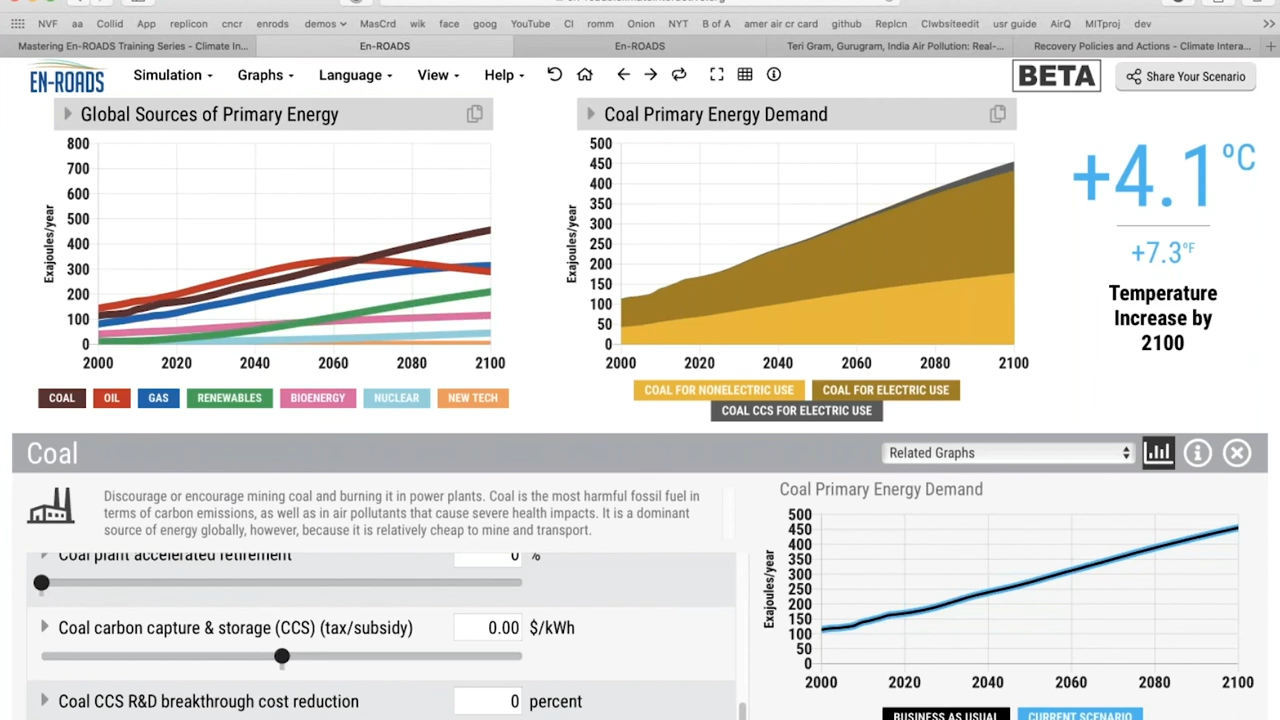 NVF aa Collid App replicon cncr enrods demos MasCrd wik face goog YouTube CI romm Onion NYT B of A amer air cr card github Replcn Clwbsiteedit usr guide AirQ MITproj dev
Mastering En-ROADS Training Series - Climate In... En-ROADS En-ROADS Teri Gram, Gurugram, India Air Pollution: Real-... Recovery Policies and Actions - Climate Intera...
EN-ROADS Simulation Graphs Language View Help BETA Share Your Scenario
Global Sources of Primary Energy
800
700
600
500
400
300
200
100
0
Exajoules/year
2000 2020 2040 2060 2080 2100
COAL OIL GAS RENEWABLES BIOENERGY NUCLEAR NEW TECH
Coal Primary Energy Demand
500
450
400
350
300
250
200
150
100
50
0
Exajoules/year
2000 2020 2040 2060 2080 2100
COAL FOR NONELECTRIC USE COAL FOR ELECTRIC USE
COAL CCS FOR ELECTRIC USE
+4.1 ºC
+7.3 ºF
Temperature
Increase by
2100
Coal
Related Graphs
Discourage or encourage mining coal and burning it in power plants. Coal is the most harmful fossil fuel in
terms of carbon emissions, as well as in air pollutants that cause severe health impacts. It is a dominant
source of energy globally, however, because it is relatively cheap to mine and transport.
Coal plant accelerated retirement 0 %
Coal carbon capture & storage (CCS) (tax/subsidy) 0.00 $/kWh
Coal CCS R&D breakthrough cost reduction 0 percent
Coal Primary Energy Demand
500
450
400
350
300
250
200
150
100
50
0
Exajoules/year
2000 2020 2040 2060 2080 2100
BUSINESS AS USUAL CURRENT SCENARIO